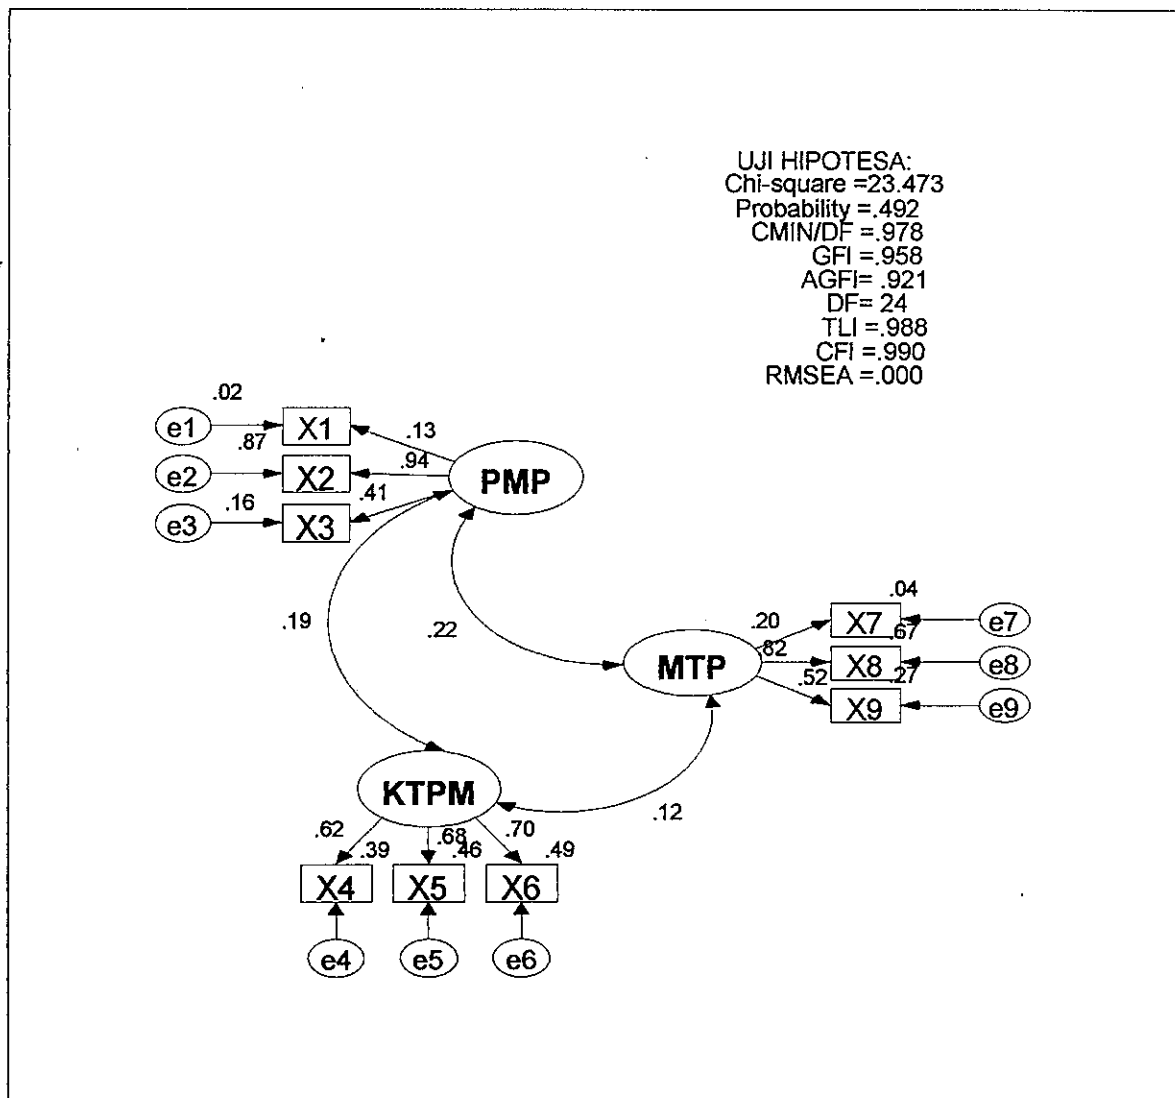 UJI HIPOTESA:
Chi-square =23.473
Probability =.492
CMIN/DF =.978
GFI =.958
AGFI= .921
DF= 24
TLI =.988
CFI =.990
RMSEA =.000
.02
e1
X1
.13
.87
e2
X2
.94
PMP
.16
e3
X3
.41
.19
.22
.04
.20
X7
e7
.67
MTP
.82
X8
e8
.27
.52
X9
e9
KTPM
.12
.62
.39
.68
.46
.70
.49
X4
X5
X6
e4
e5
e6